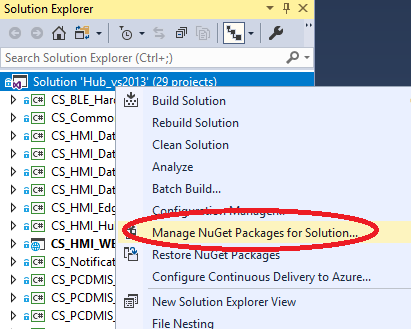 Solution Explorer
Search Solution Explorer (Ctrl+;)
Solution 'Hub_vs2013' (29 projects)
C# CS_BLE_Har
C# CS_Common
C# CS_HMI_Dat
C# CS_HMI_Dat
C# CS_HMI_Dat
C# CS_HMI_Dat
C# CS_HMI_Edg
C# CS_HMI_Hu
CS_HMI_WE
C# CS_Notificat
C# CS_PCDMIS_
C# CS_PCDMIS_
C# CS_PCDMIS_
Build Solution
Rebuild Solution
Clean Solution
Analyze
Batch Build...
Configuration Manager...
Manage NuGet Packages for Solution...
Restore NuGet Packages
Configure Continuous Delivery to Azure...
New Solution Explorer View
File Nesting